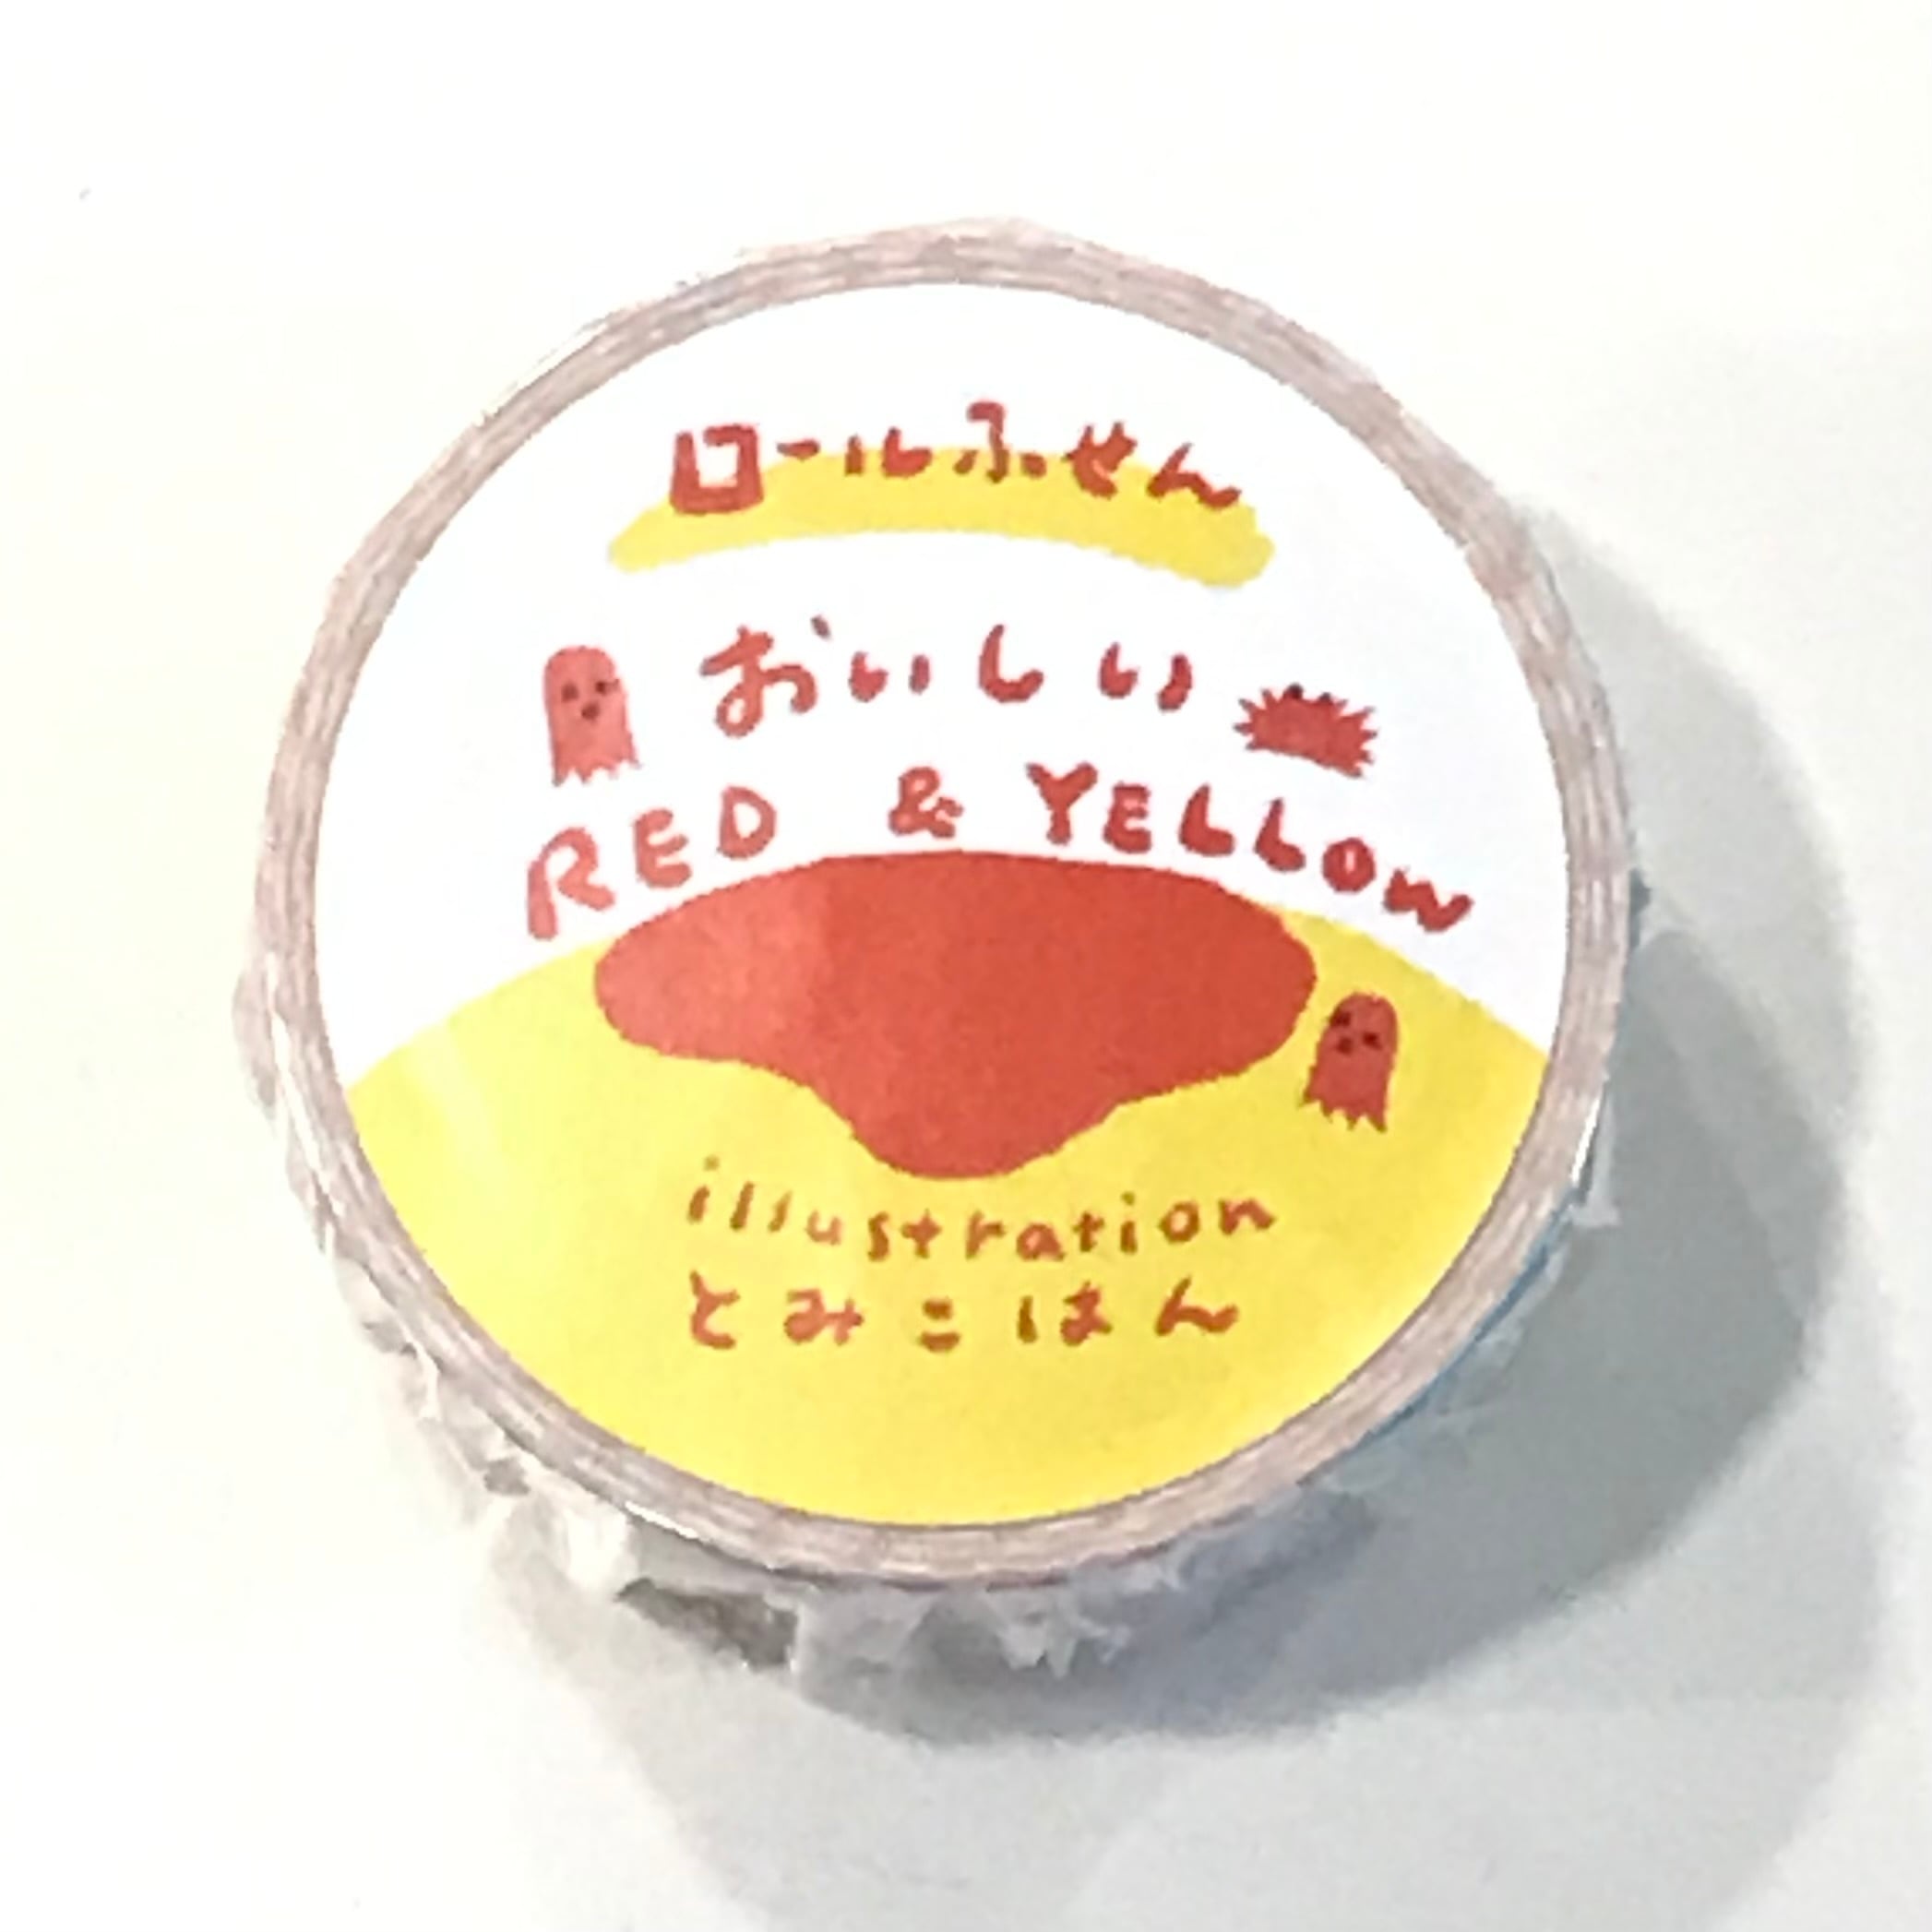 ロールふせん
おいしい
RED & YELLOW
illustration
とみこはん